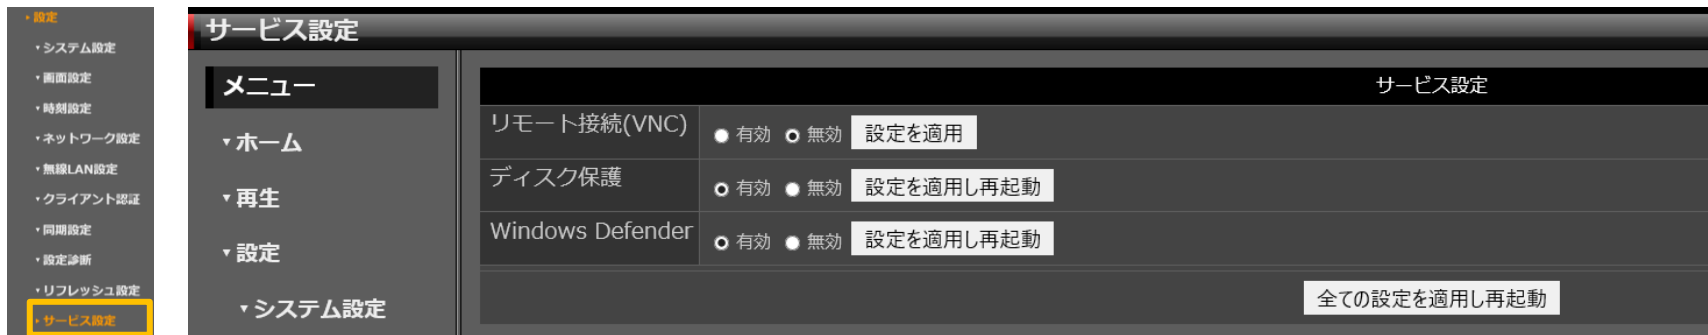 設定
システム設定
画面設定
時刻設定
ネットワーク設定
無線LAN設定
クライアント認証
同期設定
設定診断
リフレッシュ設定
サービス設定
サービス設定
メニュー
ホーム
再生
設定
システム設定
サービス設定
リモート接続(VNC) 有効 無効 設定を適用
ディスク保護 有効 無効 設定を適用し再起動
Windows Defender 有効 無効 設定を適用し再起動
全ての設定を適用し再起動